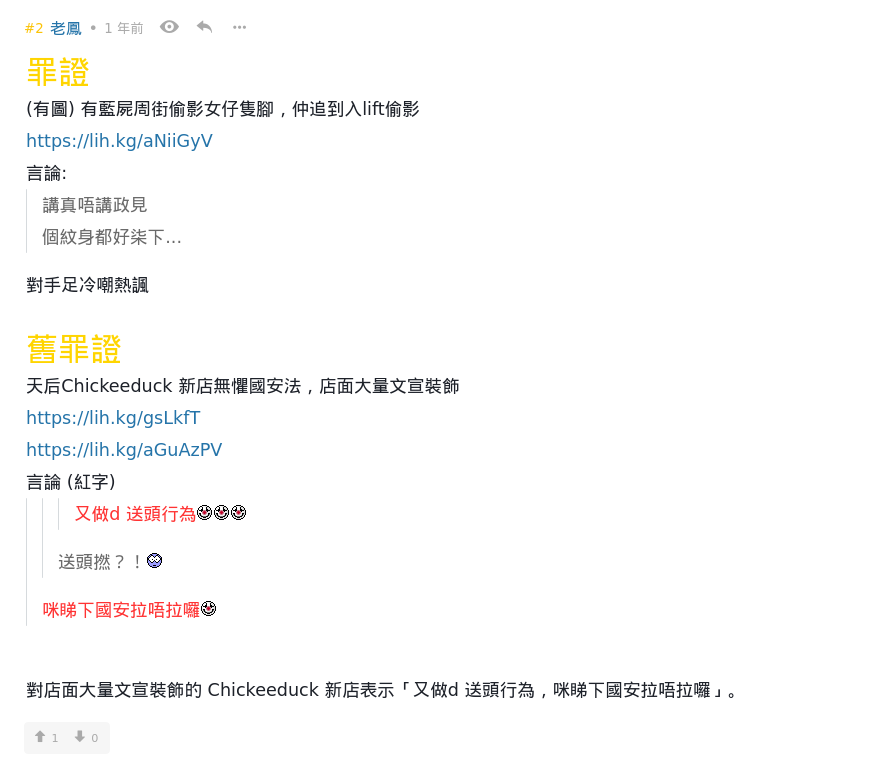 #2 老鳳 • 1 年前
罪證
(有圖) 有藍屍周街偷影女仔隻腳，仲追到入lift偷影
https://lih.kg/aNiiGyV
言論:
講真唔講政見
個紋身都好柒下...
對手足冷嘲熱諷
舊罪證
天后Chickeeduck 新店無懼國安法，店面大量文宣裝飾
https://lih.kg/gsLkfT
https://lih.kg/aGuAzPV
言論 (紅字)
又做d 送頭行為
送頭撚？！
咪睇下國安拉唔拉囉
對店面大量文宣裝飾的 Chickeeduck 新店表示「又做d 送頭行為，咪睇下國安拉唔拉囉」。
1 0